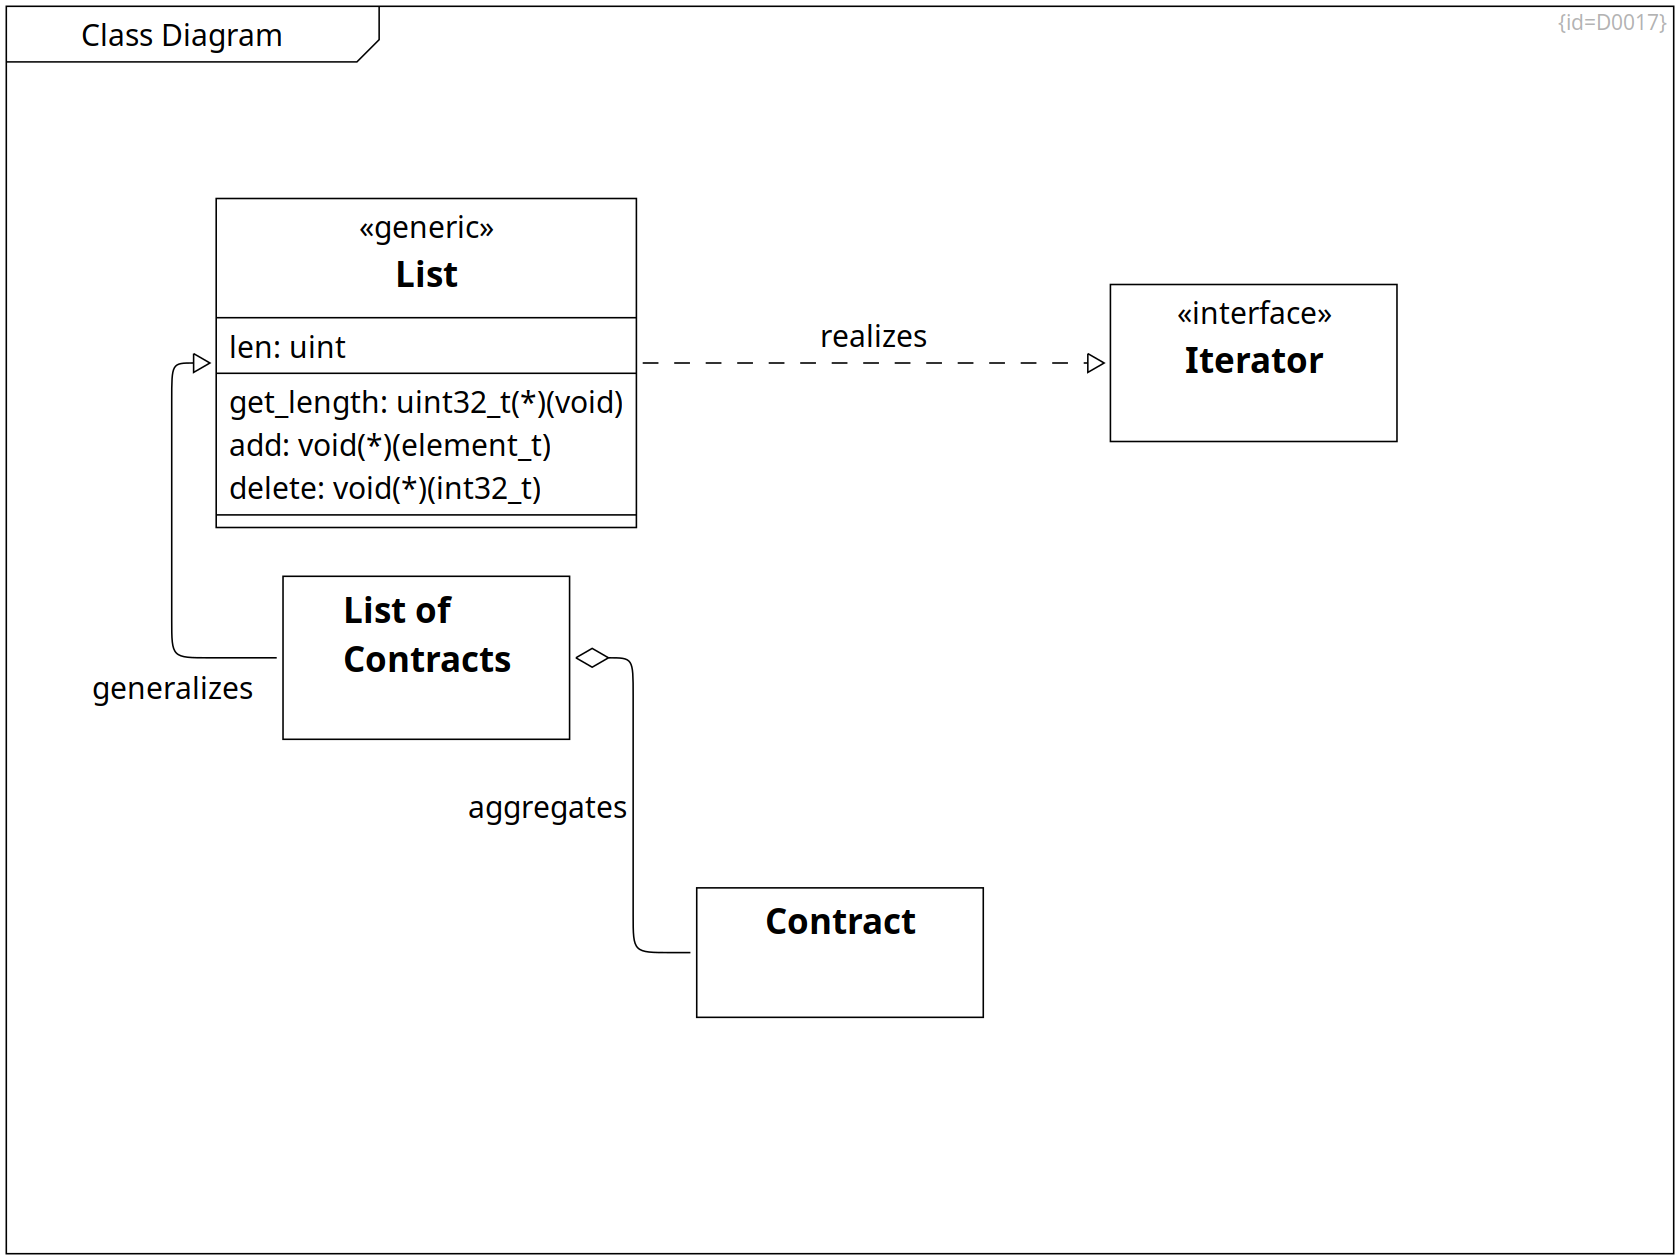 Class Diagram
{id=D0017}
«generic»
List
len: uint
get_length: uint32_t(*)(void)
add: void(*)(element_t)
delete: void(*)(int32_t)
realizes
«interface»
Iterator
List of
Contracts
generalizes
aggregates
Contract